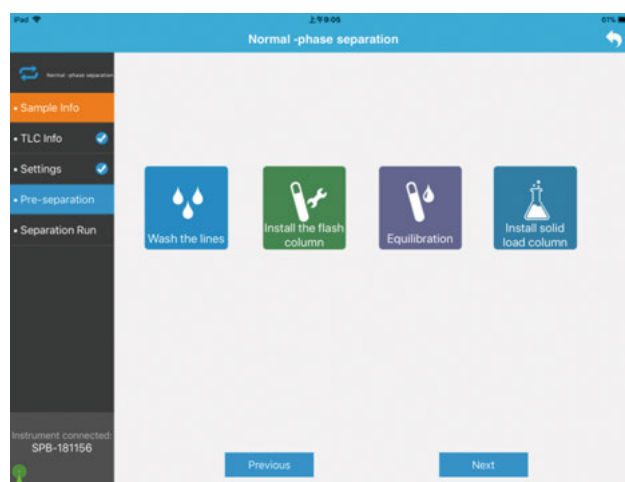 iPad 上午9:05 61%
Normal -phase separation
Normal -phase separation
• Sample Info
• TLC Info
• Settings
• Pre-separation
• Separation Run
Wash the lines
Install the flash
column
Equilibration
Install solid
load column
Instrument connected:
SPB-181156
Previous
Next